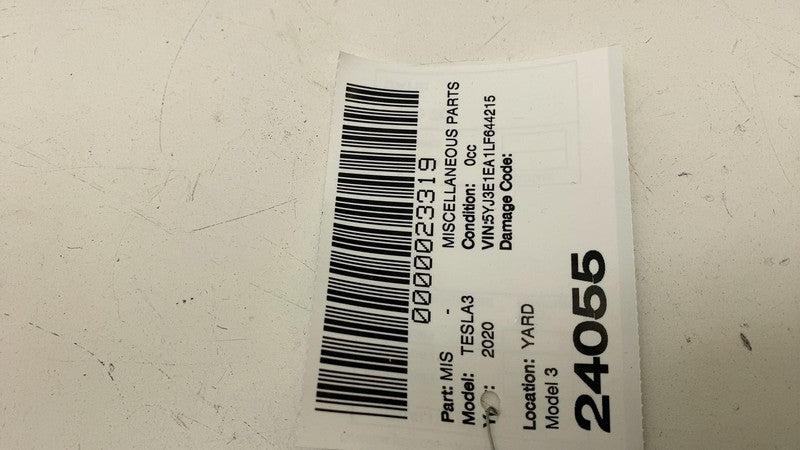 0000023319
Part: MIS - MISCELLANEOUS PARTS
Model: TESLA3 Condition: 0cc
2020 VIN:5YJ3E1EA1LF644215
Damage Code:
Location: YARD
Model 3
24055